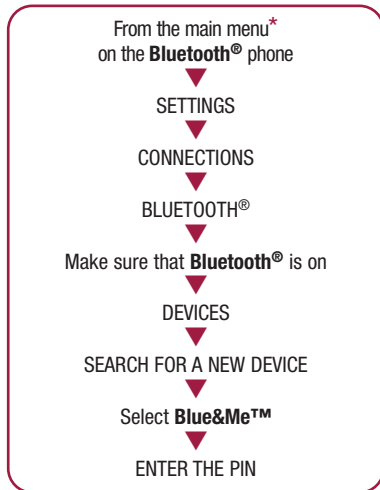 From the main menu*
on the Bluetooth® phone
SETTINGS
CONNECTIONS
BLUETOOTH®
Make sure that Bluetooth® is on
DEVICES
SEARCH FOR A NEW DEVICE
Select Blue&Me™
ENTER THE PIN